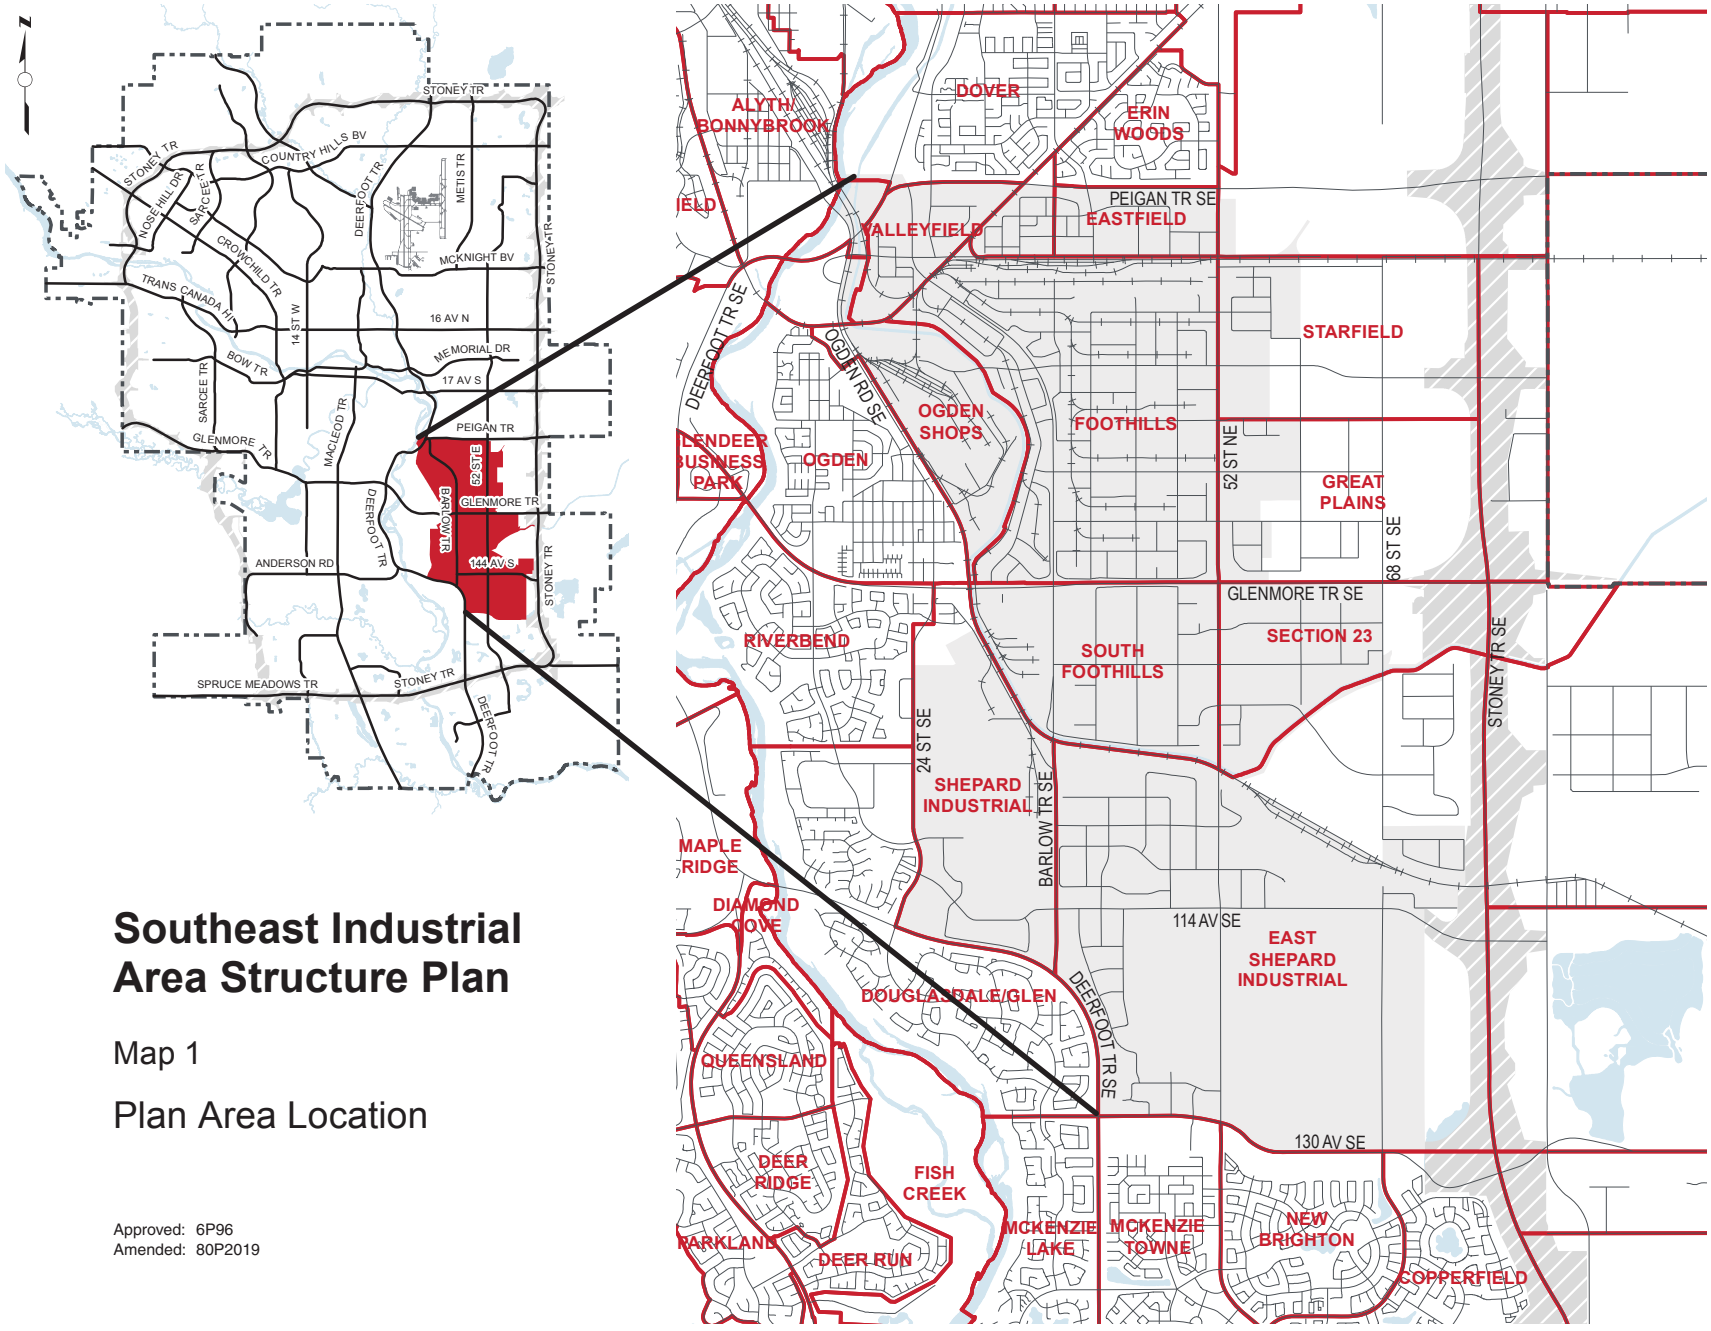 N
STONEY TR
STONEY TR
COUNTRY HILLS BV
NOSE HILL DR
SARCEE TR
DEERFOOT TR
METIS TR
CROWCHILD TR
MCKNIGHT BV
STONEY TR
TRANS CANADA HI
14 ST W
16 AV N
MEMORIAL DR
BOW TR
17 AV S
SARCEE TR
MACLEOD TR
PEIGAN TR
GLENMORE TR
52 ST E
DEERFOOT TR
BARLOW TR
GLENMORE TR
ANDERSON RD
144 AV S
STONEY TR
SPRUCE MEADOWS TR
STONEY TR
DEERFOOT TR
Southeast Industrial
Area Structure Plan
Map 1
Plan Area Location
Approved: 6P96
Amended: 80P2019
ALYTH/
BONNYBROOK
DOVER
ERIN
WOODS
IELD
PEIGAN TR SE
EASTFIELD
VALLEYFIELD
DEERFOOT TR SE
OGDEN RD SE
STARFIELD
OGDEN
SHOPS
FOOTHILLS
LENDEER
BUSINESS
PARK
OGDEN
52 ST NE
GREAT
PLAINS
68 ST SE
GLENMORE TR SE
RIVERBEND
SOUTH
FOOTHILLS
SECTION 23
STONEY TR SE
24 ST SE
SHEPARD
INDUSTRIAL
BARLOW TR SE
MAPLE
RIDGE
DIAMOND
COVE
114 AV SE
EAST
SHEPARD
INDUSTRIAL
DOUGLASDALE/GLEN
DEERFOOT TR SE
QUEENSLAND
130 AV SE
DEER
RIDGE
FISH
CREEK
PARKLAND
DEER RUN
MCKENZIE
LAKE
MCKENZIE
TOWNE
NEW
BRIGHTON
COPPERFIELD